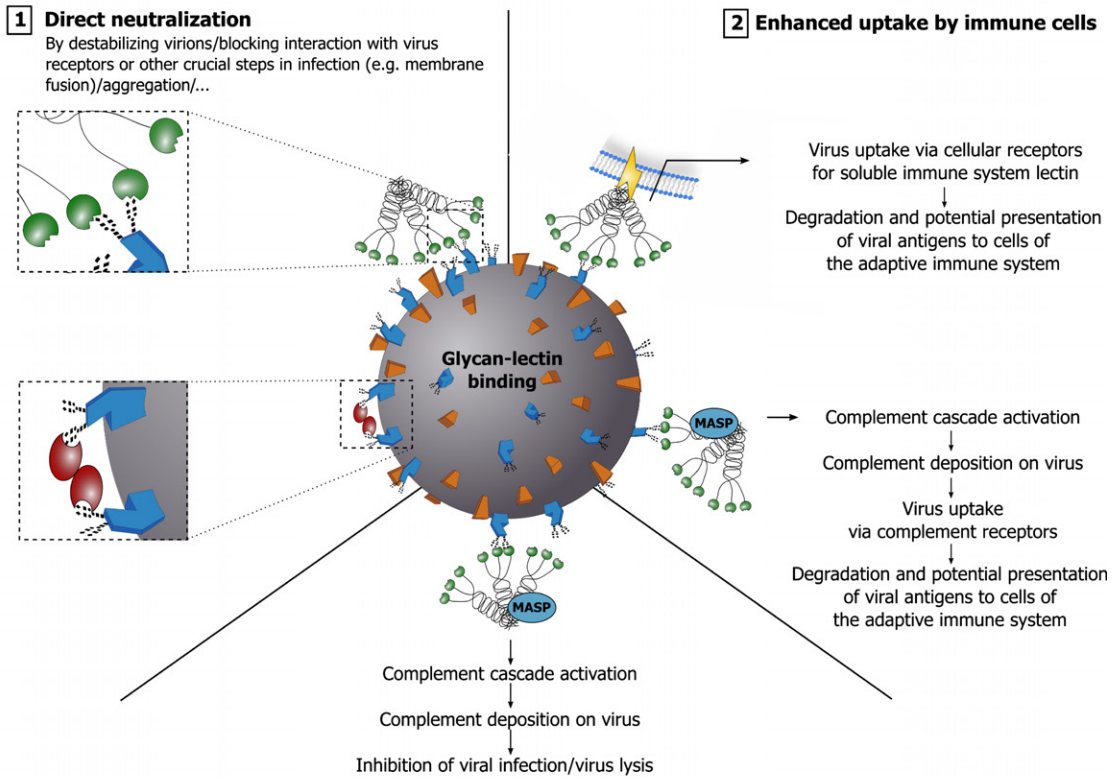 1 Direct neutralization
By destabilizing virions/blocking interaction with virus
receptors or other crucial steps in infection (e.g. membrane
fusion)/aggregation/...
2 Enhanced uptake by immune cells
Virus uptake via cellular receptors
for soluble immune system lectin
Degradation and potential presentation
of viral antigens to cells of
the adaptive immune system
Glycan-lectin
binding
MASP
Complement cascade activation
Complement deposition on virus
Virus uptake
via complement receptors
Degradation and potential presentation
of viral antigens to cells of
the adaptive immune system
MASP
Complement cascade activation
Complement deposition on virus
Inhibition of viral infection/virus lysis